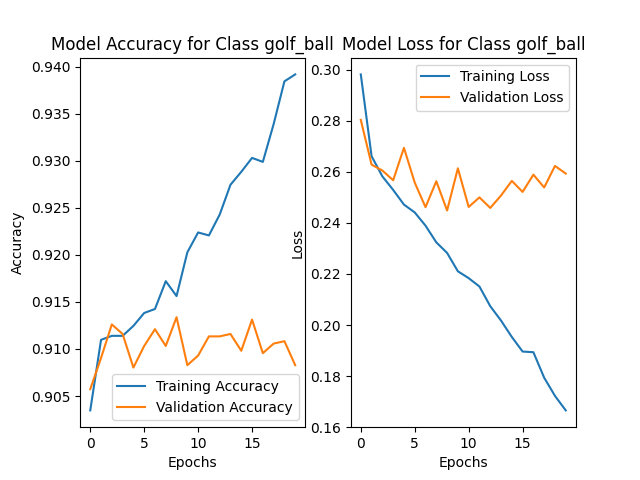 Model Accuracy for Class golf_ball
0.940
0.935
0.930
0.925
0.920
0.915
0.910
0.905
Accuracy
0
5
10
15
Epochs
Training Accuracy
Validation Accuracy
Model Loss for Class golf_ball
0.30
0.28
0.26
0.24
0.22
0.20
0.18
0.16
Loss
0
5
10
15
Epochs
Training Loss
Validation Loss